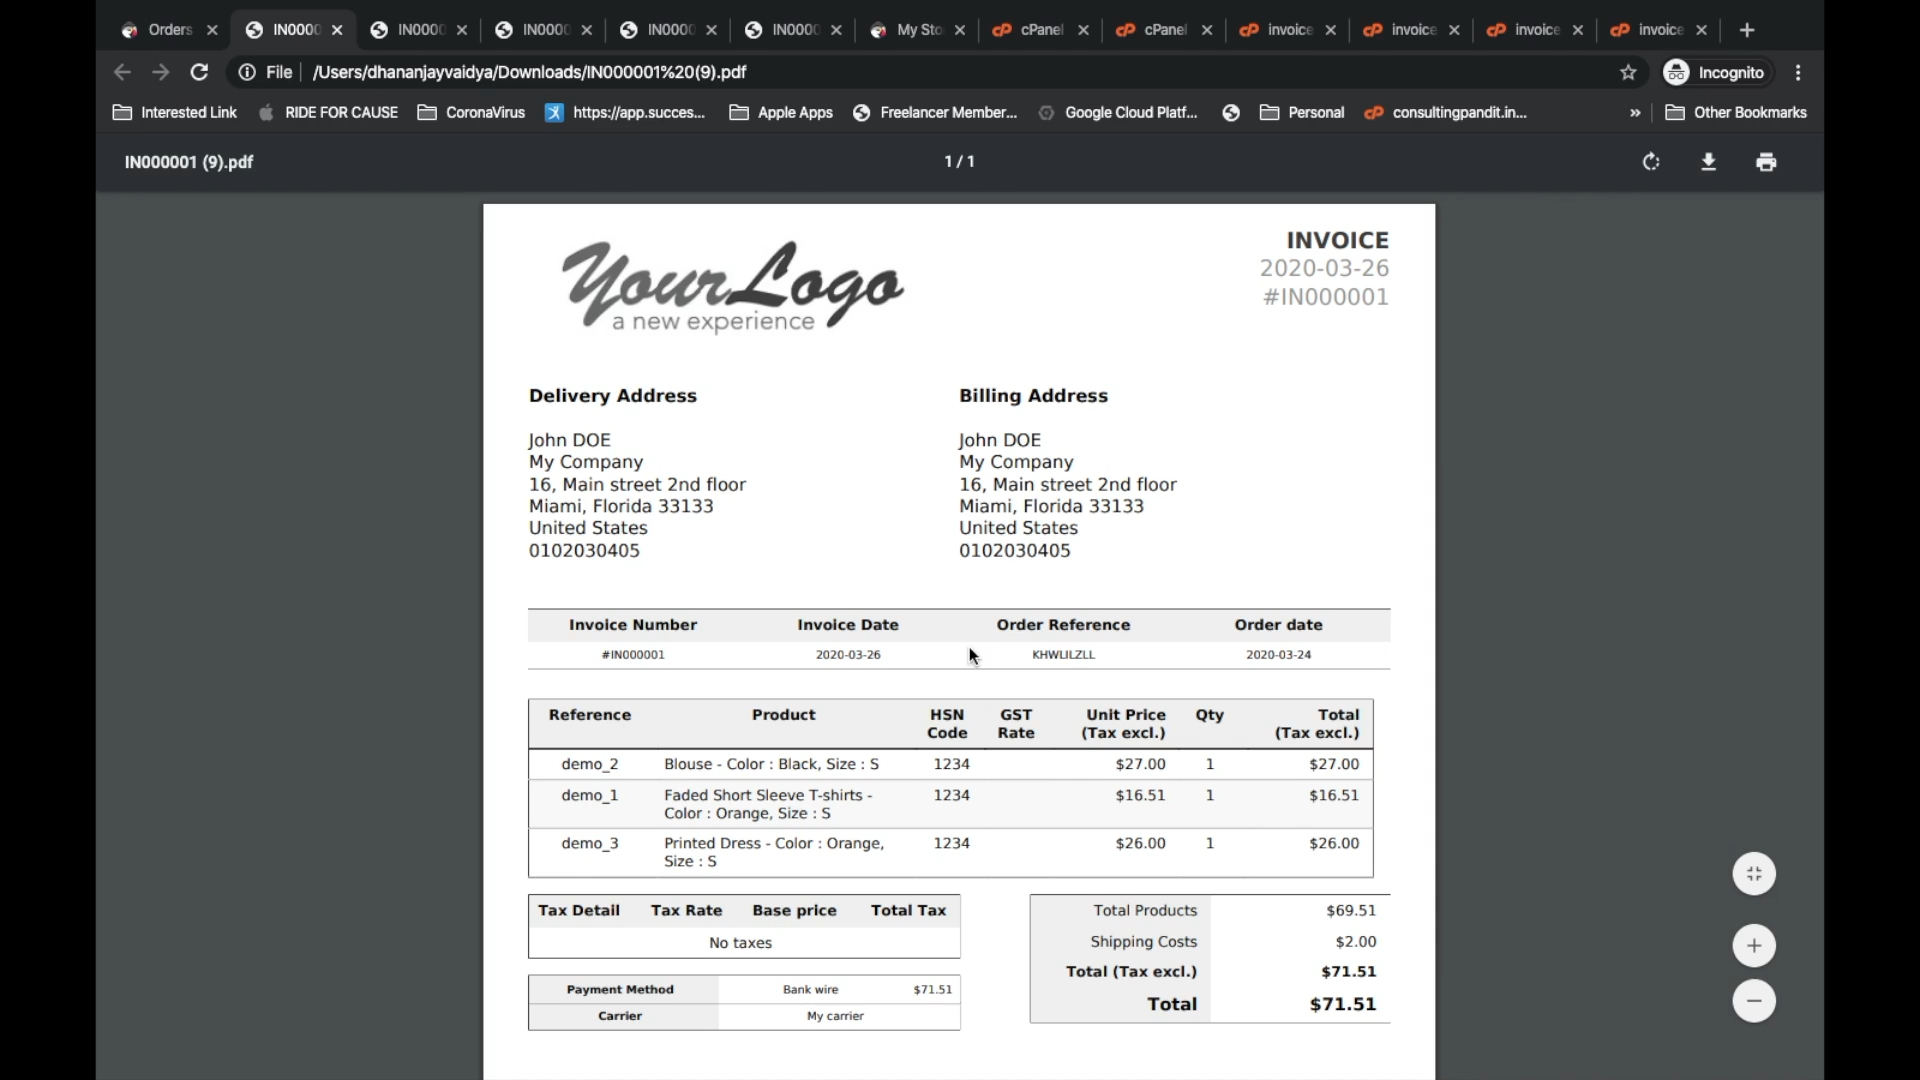 Orders IN0000 IN0000 IN0000 IN0000 IN0000 My Sto cPanel cPanel invoice invoice invoice invoice
File /Users/dhananjayvaidya/Downloads/IN000001%20(9).pdf Incognito
Interested Link RIDE FOR CAUSE CoronaVirus https://app.succes... Apple Apps Freelancer Member... Google Cloud Platf... Personal consultingpandit.in... » Other Bookmarks
IN000001 (9).pdf 1 / 1
YourLogo
a new experience
INVOICE
2020-03-26
#IN000001
Delivery Address
John DOE
My Company
16, Main street 2nd floor
Miami, Florida 33133
United States
0102030405
Billing Address
John DOE
My Company
16, Main street 2nd floor
Miami, Florida 33133
United States
0102030405
Invoice Number Invoice Date Order Reference Order date
#IN000001 2020-03-26 KHWLILZLL 2020-03-24
Reference Product HSN Code GST Rate Unit Price (Tax excl.) Qty Total (Tax excl.)
demo_2 Blouse - Color : Black, Size : S 1234 $27.00 1 $27.00
demo_1 Faded Short Sleeve T-shirts - 1234 $16.51 1 $16.51
Color : Orange, Size : S
demo_3 Printed Dress - Color : Orange, 1234 $26.00 1 $26.00
Size : S
Tax Detail Tax Rate Base price Total Tax
No taxes
Payment Method Bank wire $71.51
Carrier My carrier
Total Products $69.51
Shipping Costs $2.00
Total (Tax excl.) $71.51
Total $71.51